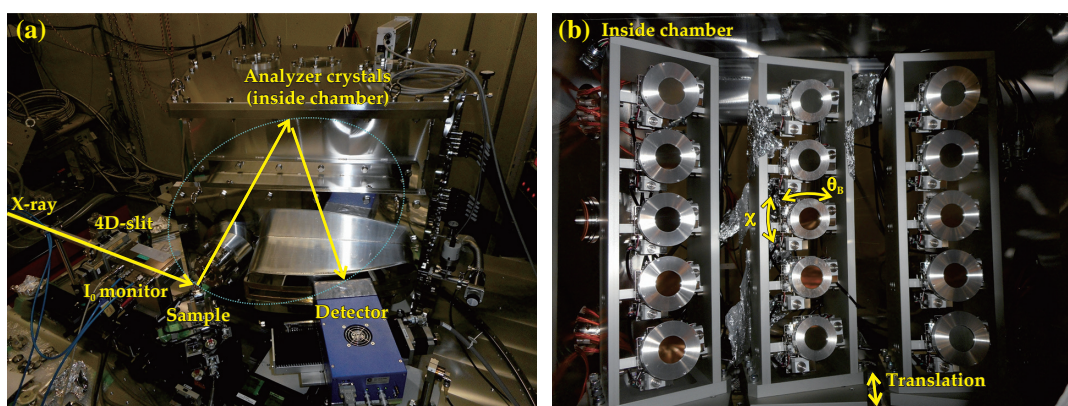 (a)
Analyzer crystals
(inside chamber)
X-ray
4D-slit
I₀ monitor
Sample
Detector
(b) Inside chamber
θB
χ
Translation